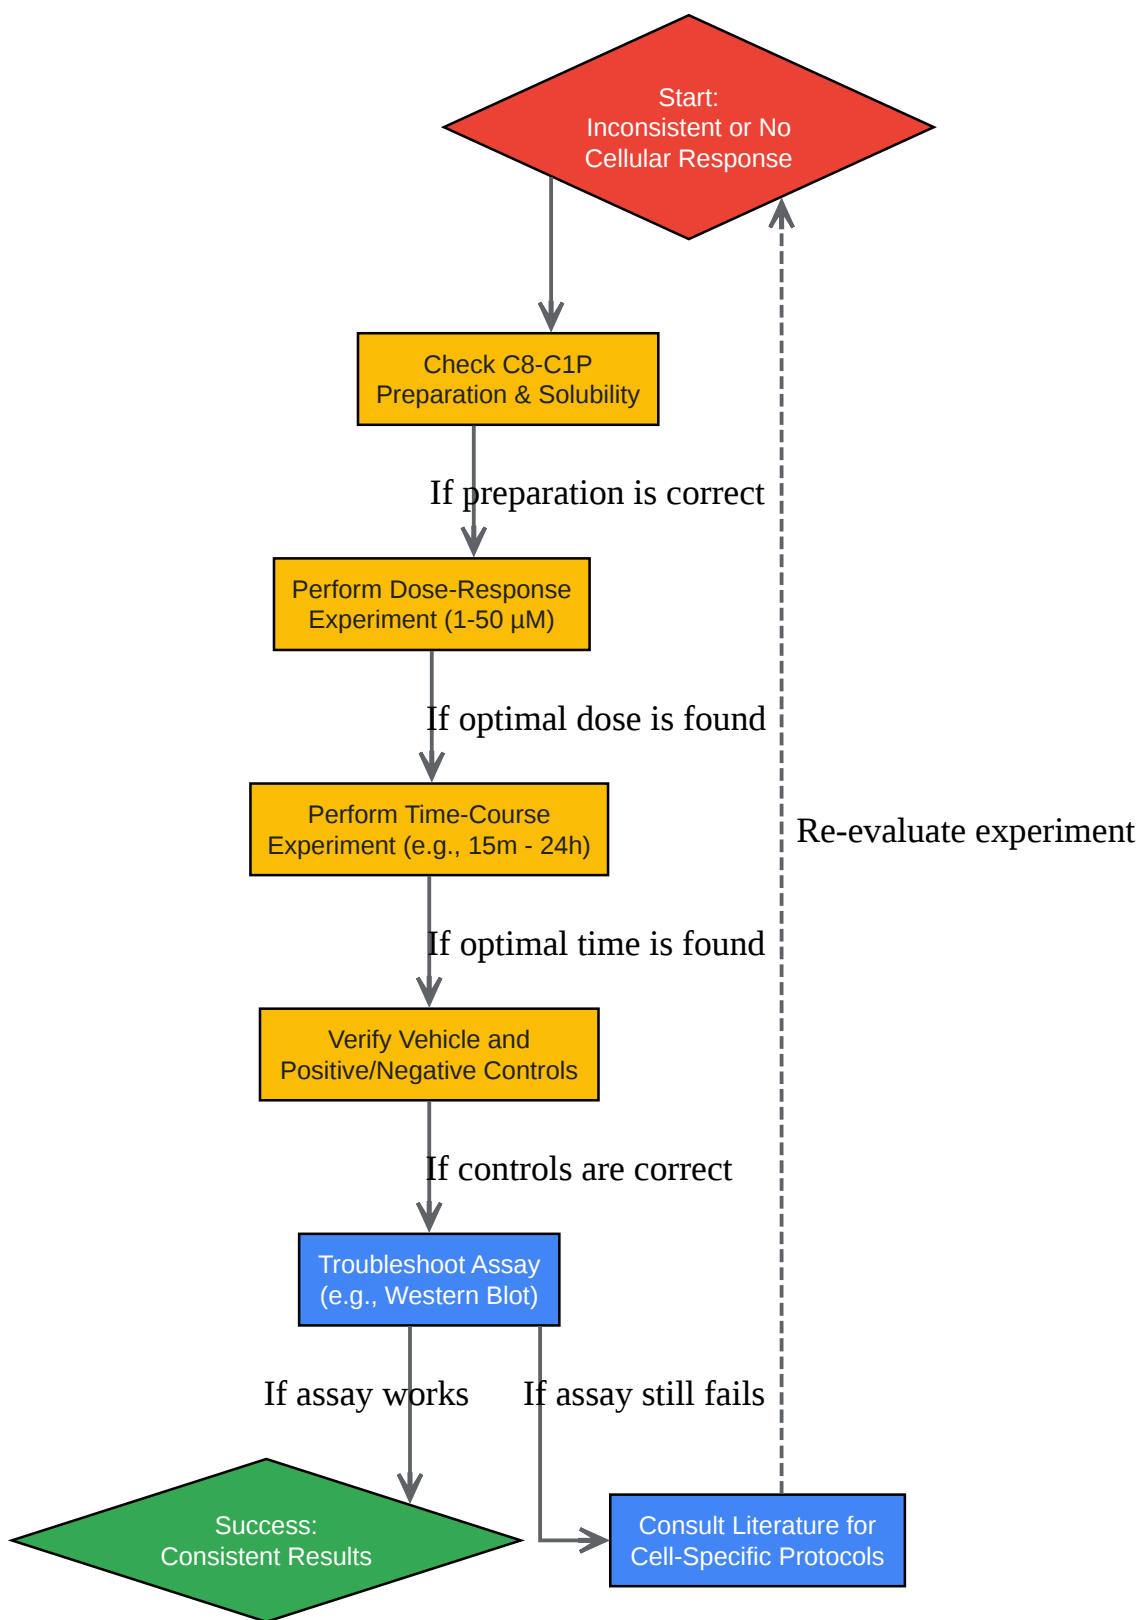 Start:
Inconsistent or No
Cellular Response
Check C8-C1P
Preparation & Solubility
If preparation is correct
Perform Dose-Response
Experiment (1-50 µM)
If optimal dose is found
Perform Time-Course
Experiment (e.g., 15m - 24h)
Re-evaluate experiment
If optimal time is found
Verify Vehicle and
Positive/Negative Controls
If controls are correct
Troubleshoot Assay
(e.g., Western Blot)
If assay works
If assay still fails
Success:
Consistent Results
Consult Literature for
Cell-Specific Protocols